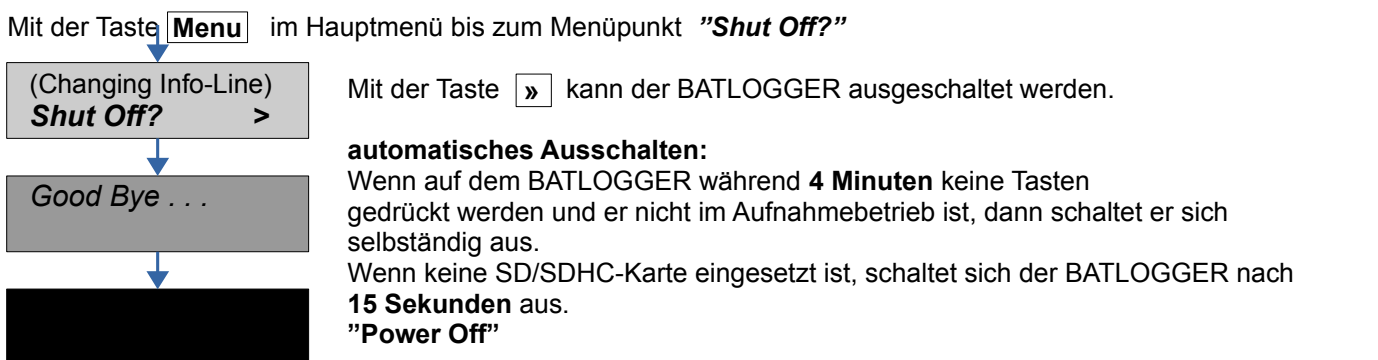 Mit der Taste Menu im Hauptmenü bis zum Menüpunkt ”Shut Off?”
(Changing Info-Line)
Shut Off? >
Mit der Taste » kann der BATLOGGER ausgeschaltet werden.
automatisches Ausschalten:
Wenn auf dem BATLOGGER während 4 Minuten keine Tasten
gedrückt werden und er nicht im Aufnahmebetrieb ist, dann schaltet er sich
selbständig aus.
Good Bye . . .
Wenn keine SD/SDHC-Karte eingesetzt ist, schaltet sich der BATLOGGER nach
15 Sekunden aus.
”Power Off”